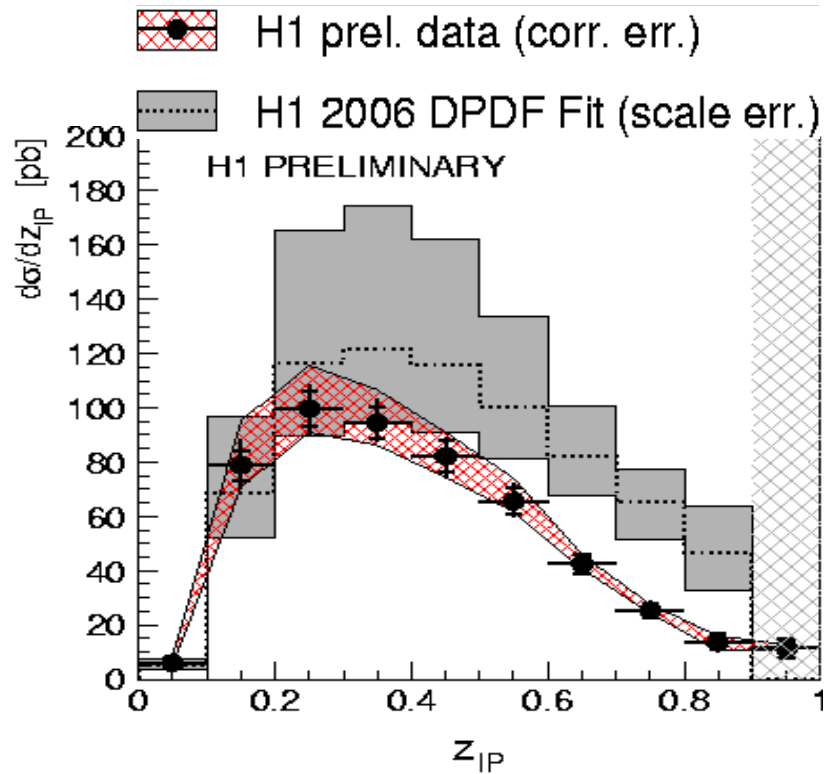 H1 prel. data (corr. err.)
H1 2006 DPDF Fit (scale err.)
H1 PRELIMINARY
dσ/dz_IP [pb]
200
180
160
140
120
100
80
60
40
20
0
0 0.2 0.4 0.6 0.8 1
z_IP